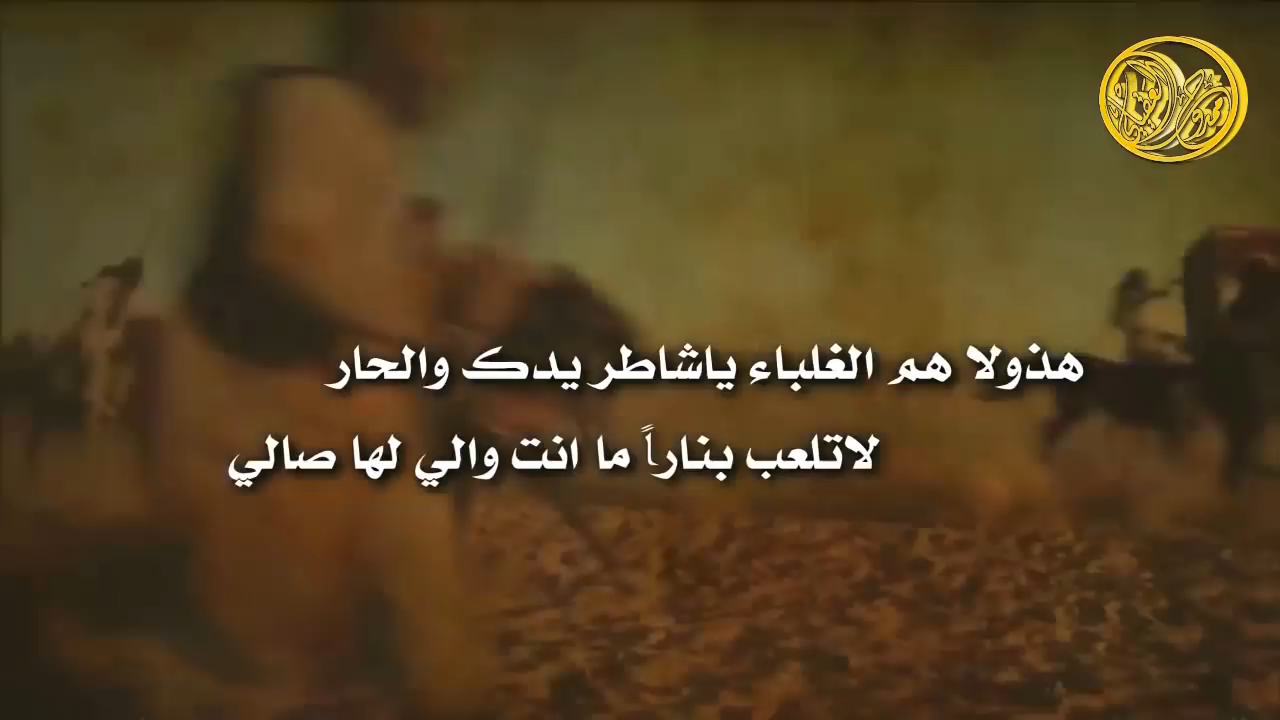 هذولا هم الغلباء ياشاطر يدك والحار
لاتلعب بناراً ما انت والي لها صالي